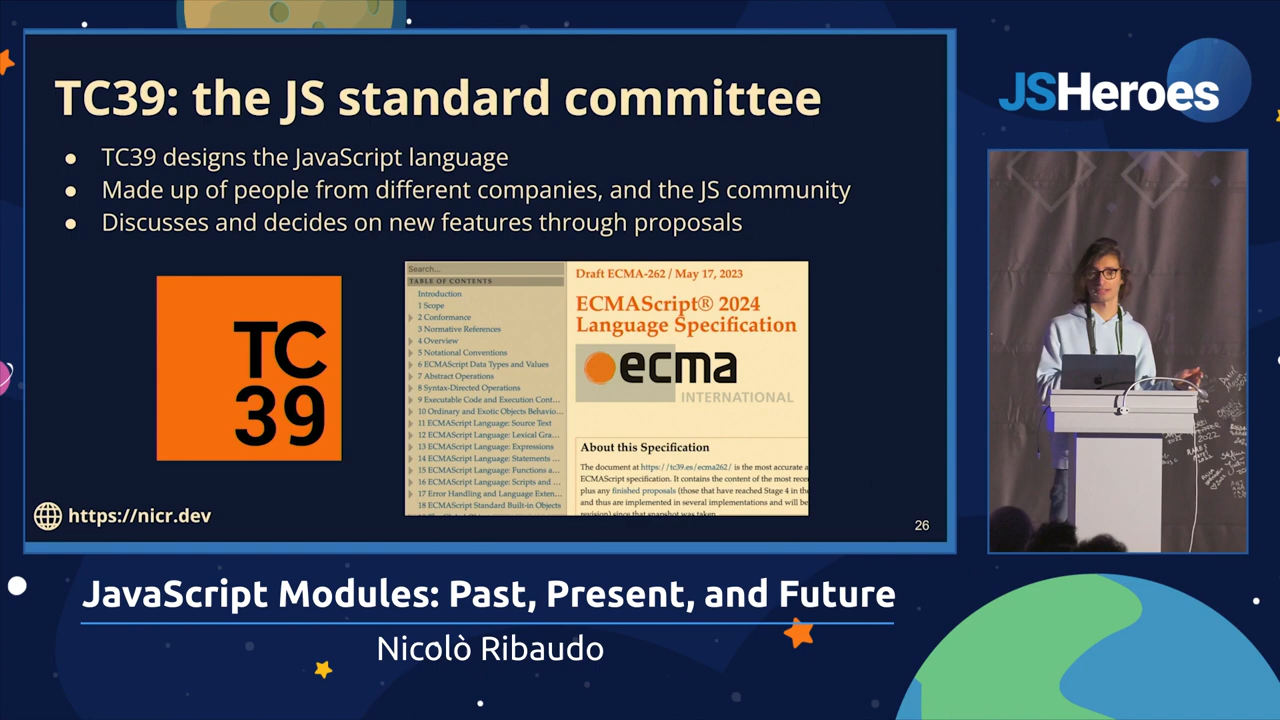 TC39: the JS standard committee
● TC39 designs the JavaScript language
● Made up of people from different companies, and the JS community
● Discusses and decides on new features through proposals
TC
39
Search...
TABLE OF CONTENTS
Introduction
1 Scope
2 Conformance
3 Normative References
4 Overview
5 Notational Conventions
6 ECMAScript Data Types and Values
7 Abstract Operations
8 Syntax-Directed Operations
9 Executable Code and Execution Cont...
10 Ordinary and Exotic Objects Behavio...
11 ECMAScript Language: Source Text
12 ECMAScript Language: Lexical Gra...
13 ECMAScript Language: Expressions
14 ECMAScript Language: Statements ...
15 ECMAScript Language: Functions a...
16 ECMAScript Language: Scripts and ...
17 Error Handling and Language Exten...
18 ECMAScript Standard Built-in Objects
Draft ECMA-262 / May 17, 2023
ECMAScript® 2024
Language Specification
ecma
INTERNATIONAL
About this Specification
The document at https://tc39.es/ecma262/ is the most accurate a
ECMAScript specification. It contains the content of the most rece
plus any finished proposals (those that have reached Stage 4 in the
and thus are implemented in several implementations and will be
revision) since that snapshot was taken.
https://nicr.dev
26
JSHeroes
JavaScript Modules: Past, Present, and Future
Nicolò Ribaudo